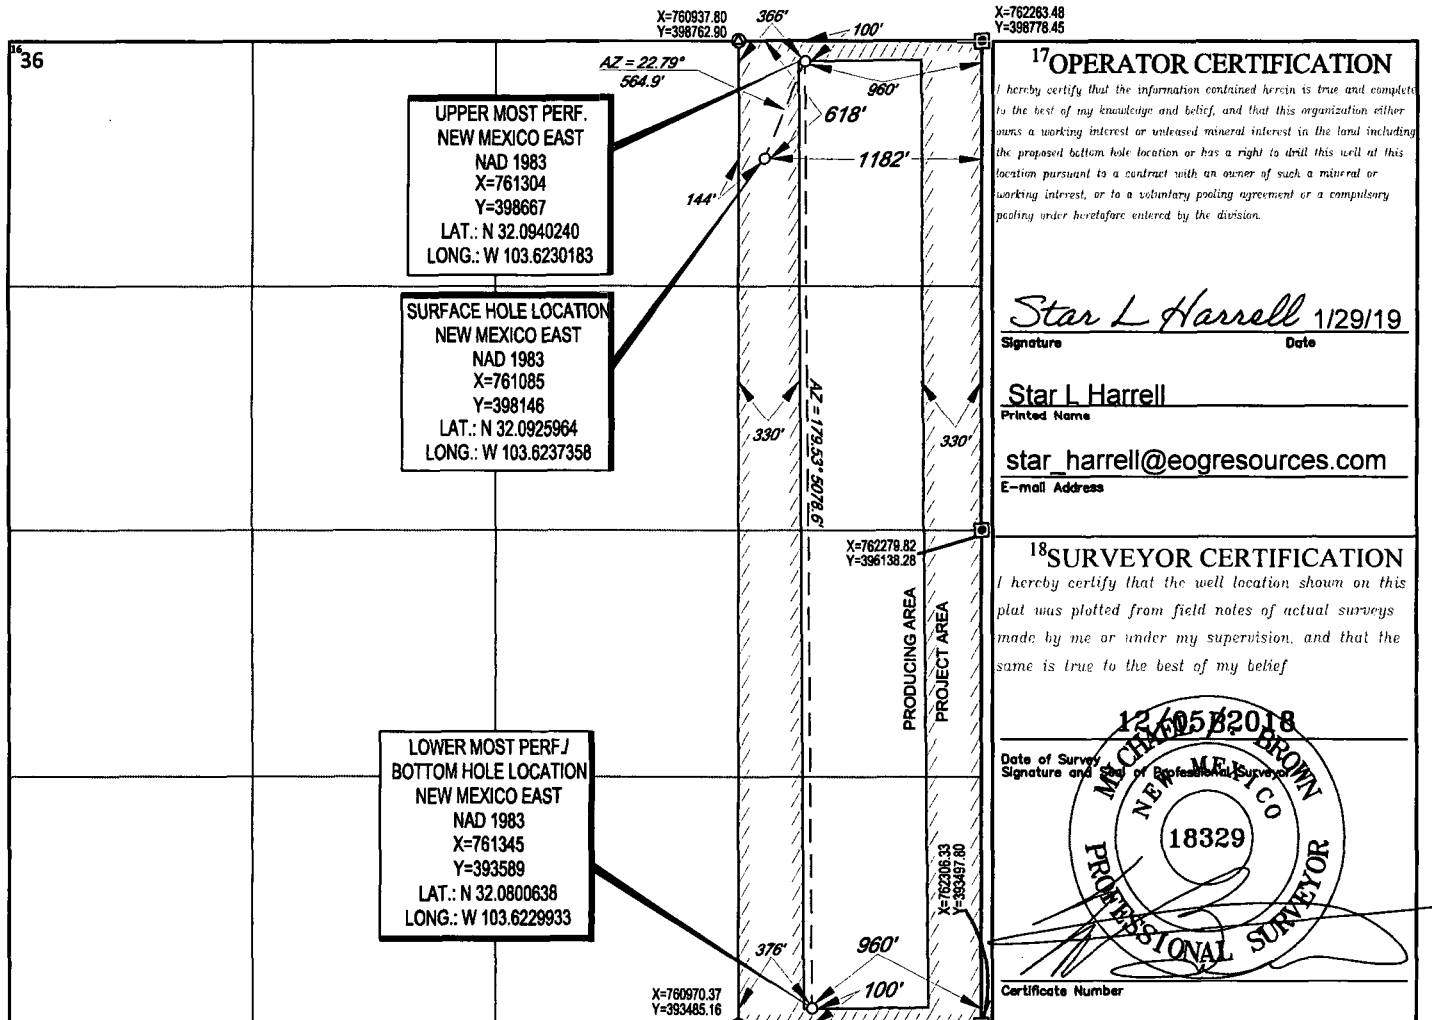 16 36
X=760937.80
Y=398762.90
366'
100'
X=762263.48
Y=398778.45
AZ = 22.79°
564.9'
960'
618'
1182'
144'
UPPER MOST PERF.
NEW MEXICO EAST
NAD 1983
X=761304
Y=398667
LAT.: N 32.0940240
LONG.: W 103.6230183
SURFACE HOLE LOCATION
NEW MEXICO EAST
NAD 1983
X=761085
Y=398146
LAT.: N 32.0925964
LONG.: W 103.6237358
330'
AZ = 179.53° 5078.6'
330'
X=762279.82
Y=396138.28
PRODUCING AREA
PROJECT AREA
LOWER MOST PERF./
BOTTOM HOLE LOCATION
NEW MEXICO EAST
NAD 1983
X=761345
Y=393589
LAT.: N 32.0800638
LONG.: W 103.6229933
X=762306.33
Y=393497.80
376'
960'
100'
X=760970.37
Y=393485.16
17 OPERATOR CERTIFICATION
I hereby certify that the information contained herein is true and complete
to the best of my knowledge and belief, and that this organization either
owns a working interest or unleased mineral interest in the land including
the proposed bottom hole location or has a right to drill this well at this
location pursuant to a contract with an owner of such a mineral or
working interest, or to a voluntary pooling agreement or a compulsory
pooling order heretofore entered by the division.
Star L Harrell 1/29/19
Signature Date
Star L Harrell
Printed Name
star_harrell@eogresources.com
E-mail Address
18 SURVEYOR CERTIFICATION
I hereby certify that the well location shown on this
plat was plotted from field notes of actual surveys
made by me or under my supervision, and that the
same is true to the best of my belief
12/05/2018
Date of Survey
Signature and Seal of Professional Surveyor
MICHAEL B. BROWN
NEW MEXICO
18329
PROFESSIONAL SURVEYOR
Certificate Number